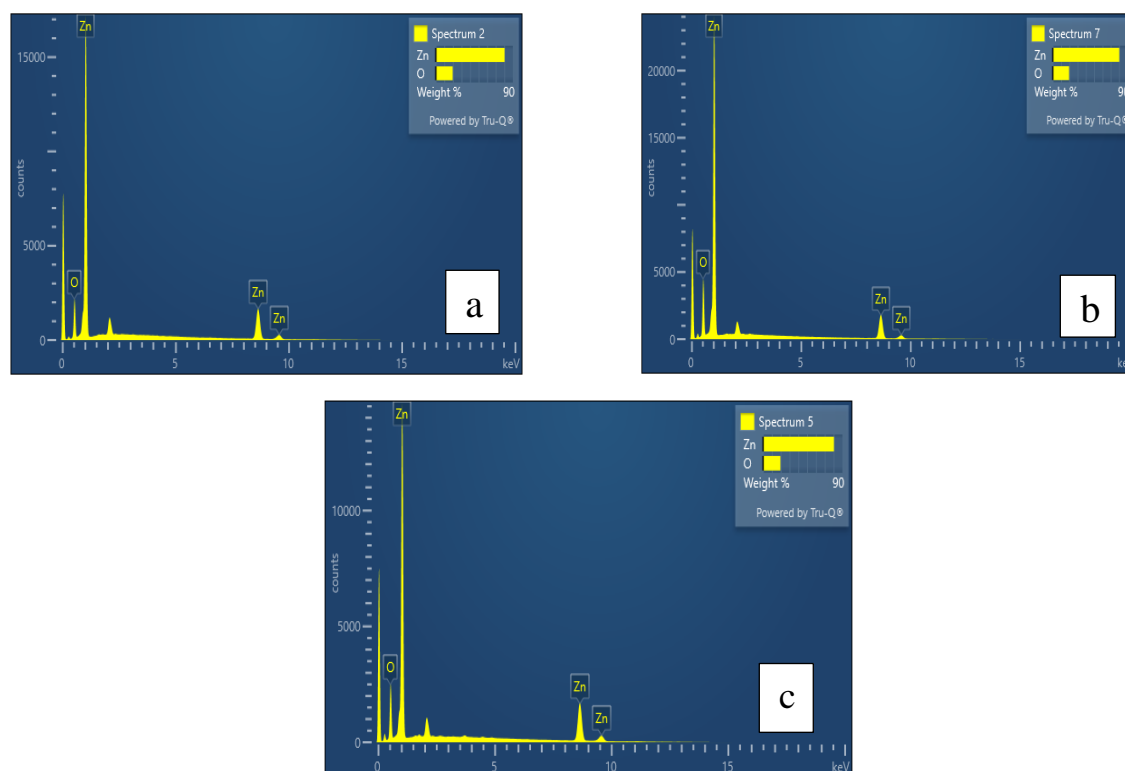 Zn
Spectrum 2
Zn
O
Weight % 90
Powered by Tru-Q®
15000
counts
5000
O
Zn
Zn
0
0 10 15 keV
a
Zn
Spectrum 7
Zn
O
Weight % 90
Powered by Tru-Q®
20000
15000
counts
5000
O
Zn
Zn
0
0 5 10 15 keV
b
Zn
Spectrum 5
Zn
O
Weight % 90
Powered by Tru-Q®
10000
counts
5000
O
Zn
Zn
0
0 5 10 15 keV
c